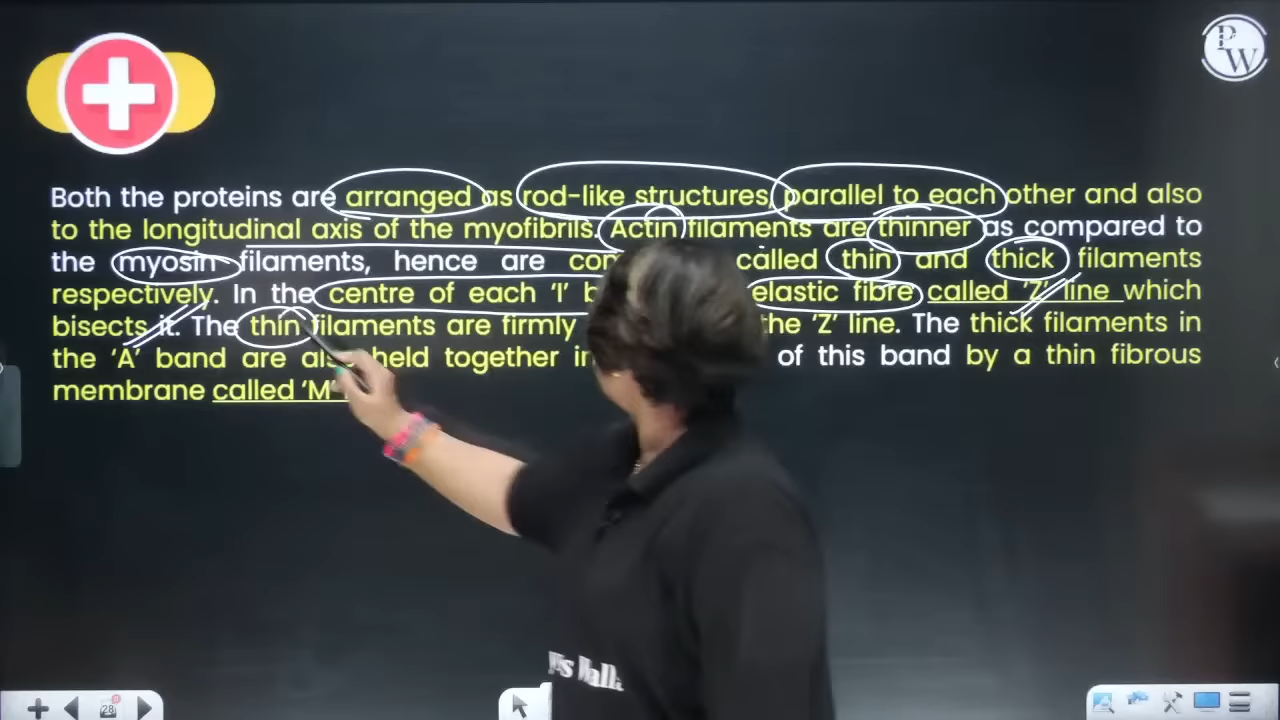 PW
Both the proteins are arranged as rod-like structures, parallel to each other and also
to the longitudinal axis of the myofibrils. Actin filaments are thinner as compared to
the myosin filaments, hence are called thin and thick filaments
respectively. In the centre of each 'I' elastic fibre called 'Z' line which
bisects it. The thin filaments are firmly the 'Z' line. The thick filaments in
the 'A' band are also held together in of this band by a thin fibrous
membrane called 'M'
28